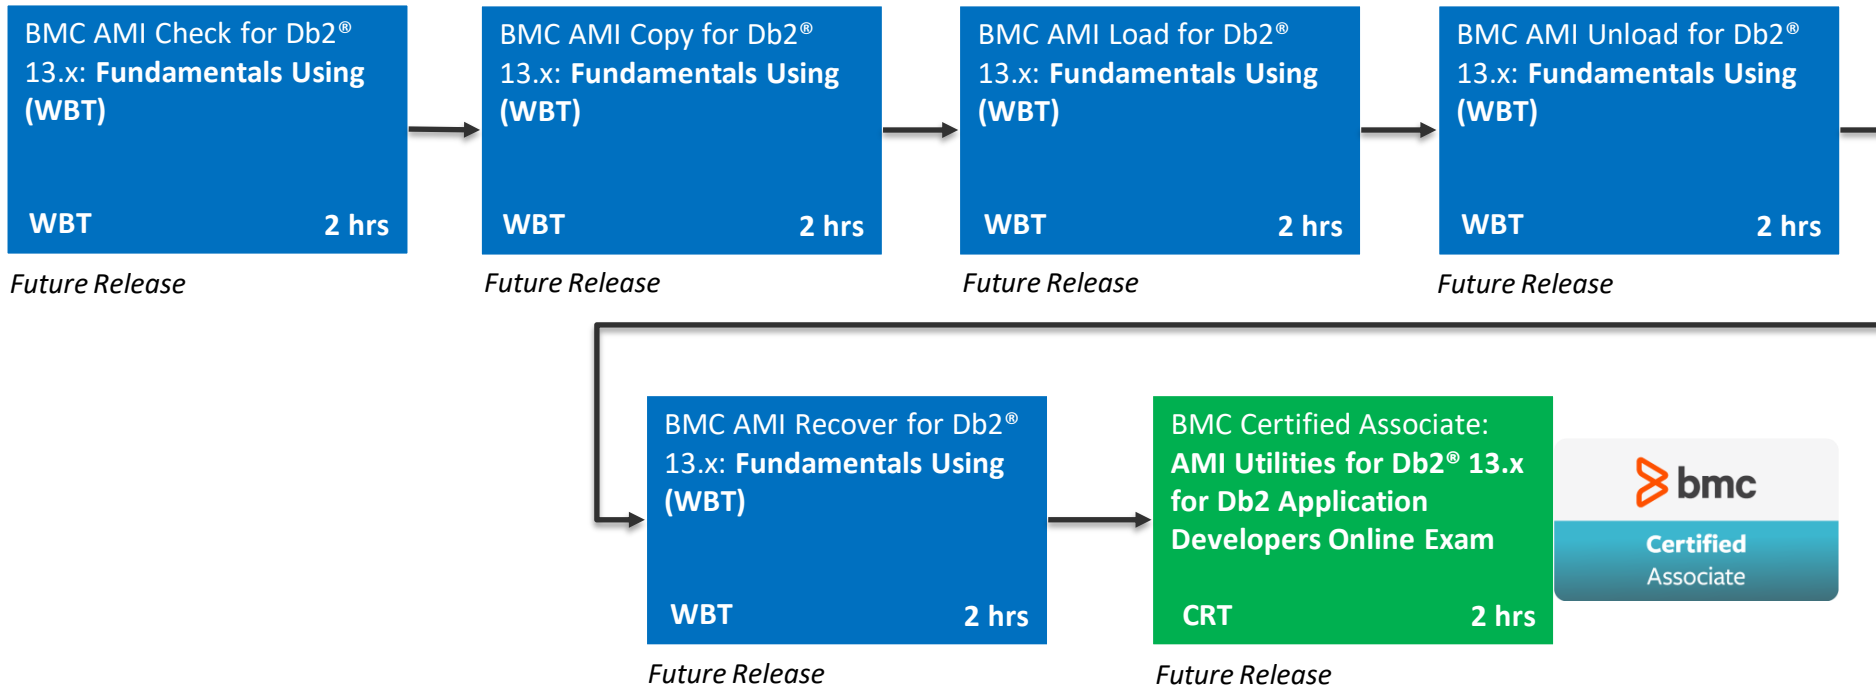 BMC AMI Check for Db2®
13.x: Fundamentals Using
(WBT)
WBT 2 hrs
Future Release
BMC AMI Copy for Db2®
13.x: Fundamentals Using
(WBT)
WBT 2 hrs
Future Release
BMC AMI Load for Db2®
13.x: Fundamentals Using
(WBT)
WBT 2 hrs
Future Release
BMC AMI Unload for Db2®
13.x: Fundamentals Using
(WBT)
WBT 2 hrs
Future Release
BMC AMI Recover for Db2®
13.x: Fundamentals Using
(WBT)
WBT 2 hrs
Future Release
BMC Certified Associate:
AMI Utilities for Db2® 13.x
for Db2 Application
Developers Online Exam
CRT 2 hrs
Future Release
bmc
Certified
Associate